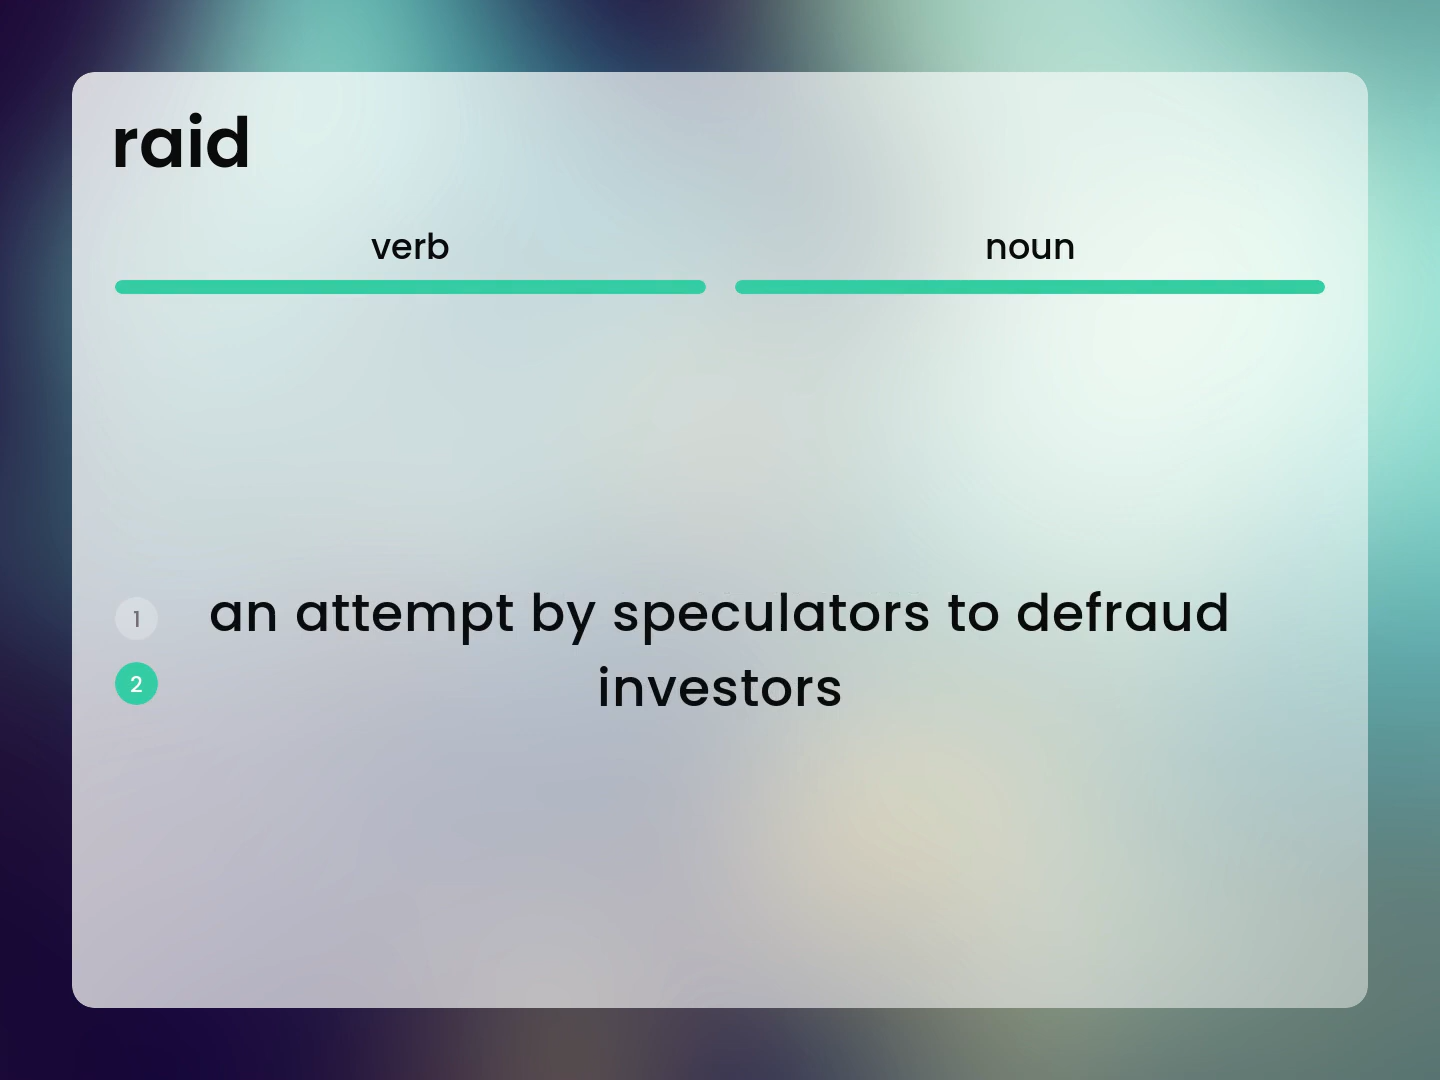 raid
verb
noun
1
an attempt by speculators to defraud
2
investors